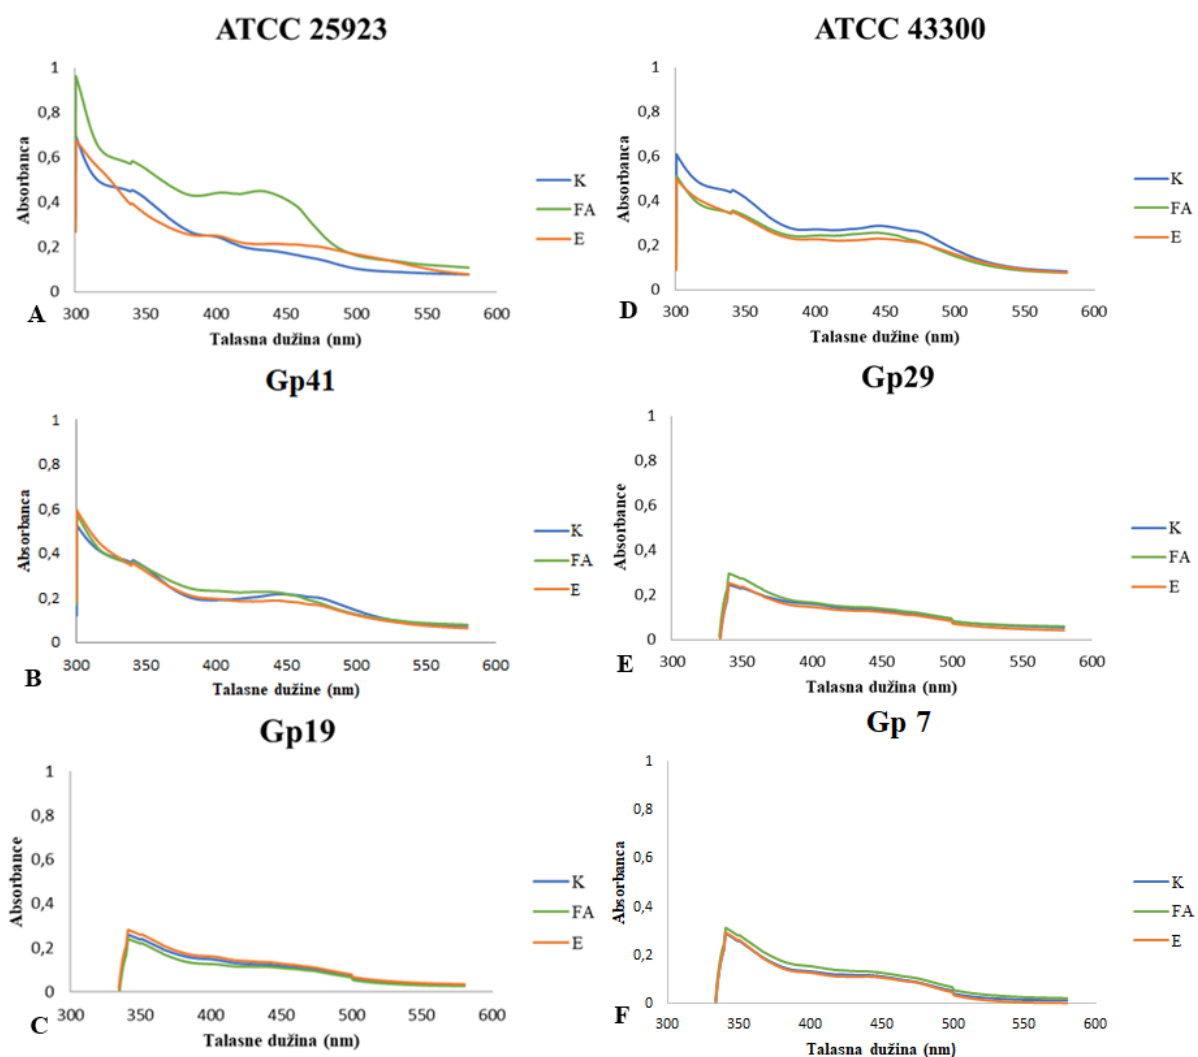 ATCC 25923
1
0,8
0,6
0,4
0,2
0
Absorbanca
300 350 400 450 500 550 600
Talasna dužina (nm)
K
FA
E
A
ATCC 43300
1
0,8
0,6
0,4
0,2
0
Absorbanca
300 350 400 450 500 550 600
Talasne dužine (nm)
K
FA
E
D
Gp41
1
0,8
0,6
0,4
0,2
0
Absorbanca
300 350 400 450 500 550 600
Talasne dužine (nm)
K
FA
E
B
Gp29
1
0,8
0,6
0,4
0,2
0
Absorbance
300 350 400 450 500 550 600
Talasna dužina (nm)
K
FA
E
E
Gp19
1
0,8
0,6
0,4
0,2
0
Absorbance
300 350 400 450 500 550 600
Talasne dužina (nm)
K
FA
E
C
Gp 7
1
0,8
0,6
0,4
0,2
0
Absorbanca
300 350 400 450 500 550 600
Talasna dužina (nm)
K
FA
E
F